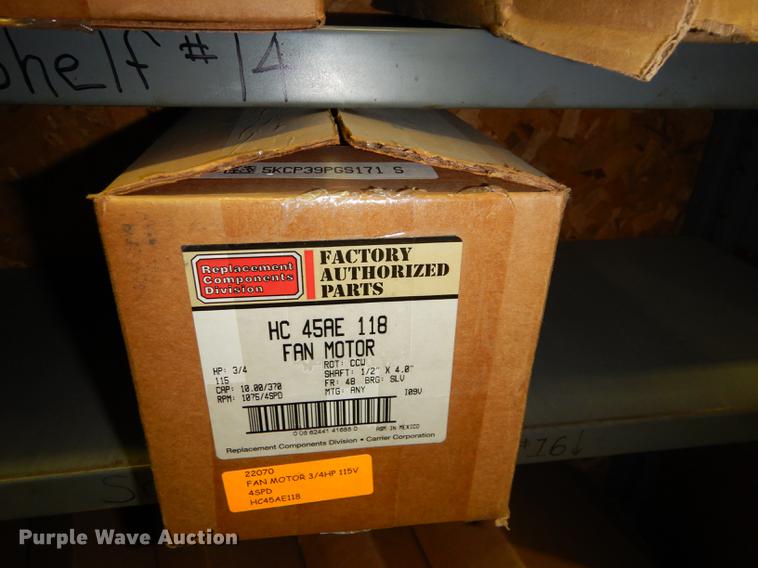 Shelf #14
5KCP39PGS171 S
Replacement
Components
Division
FACTORY
AUTHORIZED
PARTS
HC 45AE 118
FAN MOTOR
HP: 3/4
ROT: CCW
115
SHAFT: 1/2" X 4.0"
CAP: 10.00/370
FR: 48 BRG: SLV
RPM: 1075/4SPD
MTG: ANY
I09V
ASM IN MEXICO
Replacement Components Division • Carrier Corporation
22070
FAN MOTOR 3/4HP 115V
4SPD
HC45AE118
#16↓
Purple Wave Auction